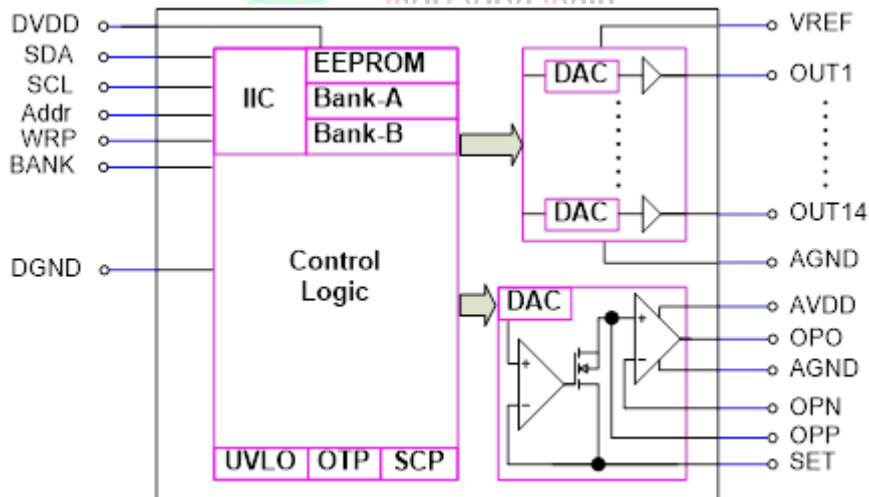 DVDD
SDA
SCL
Addr
WRP
BANK
DGND
IIC
EEPROM
Bank-A
Bank-B
Control
Logic
UVLO OTP SCP
DAC
DAC
DAC
+
−
+
−
VREF
OUT1
OUT14
AGND
AVDD
OPO
AGND
OPN
OPP
SET